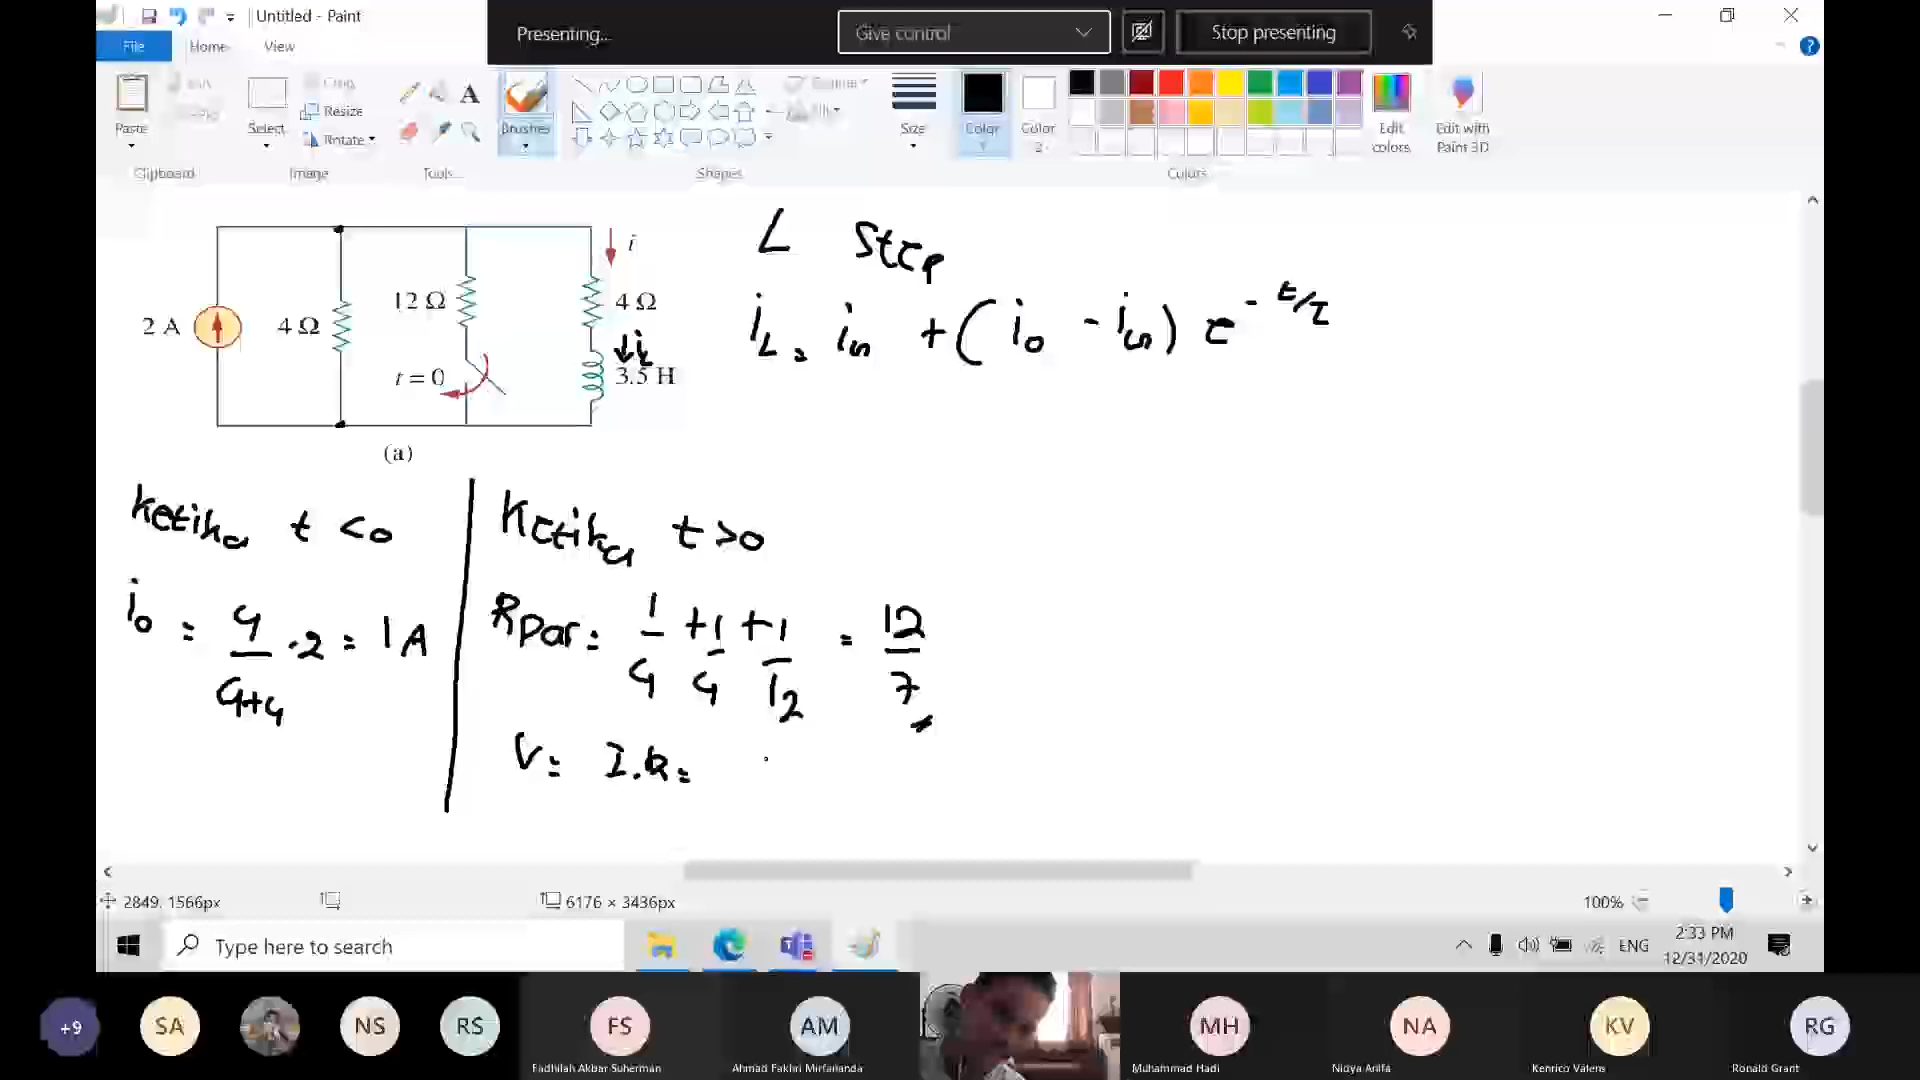 Untitled - Paint
Presenting...
Give control
Stop presenting
File
Home
View
Paste
Select
Crop
Resize
Rotate
A
Brushes
Size
Color
Color
2
Edit colors
Edit with Paint 3D
Clipboard
Image
Tools
Shapes
Colors
2 A
4 Ω
12 Ω
t = 0
i
4 Ω
iL
3.5 H
(a)
L Step
iL = i∞ + (i0 - i∞) e^-t/τ
Ketika t <0
i0 = 4/4+4 .2 = 1A
Ketika t >0
Rpar = 1/4 + 1/4 + 1/12 = 12/7
V = I.R =
2849, 1566px
6176 × 3436px
100%
Type here to search
ENG
2:33 PM
12/31/2020
+9
SA
NS
RS
FS
AM
MH
NA
KV
RG
Fadhilah Akbar Suherman
Muhammad Hadi
Nidya Arifa
Kenrico Valens
Ronald Grant